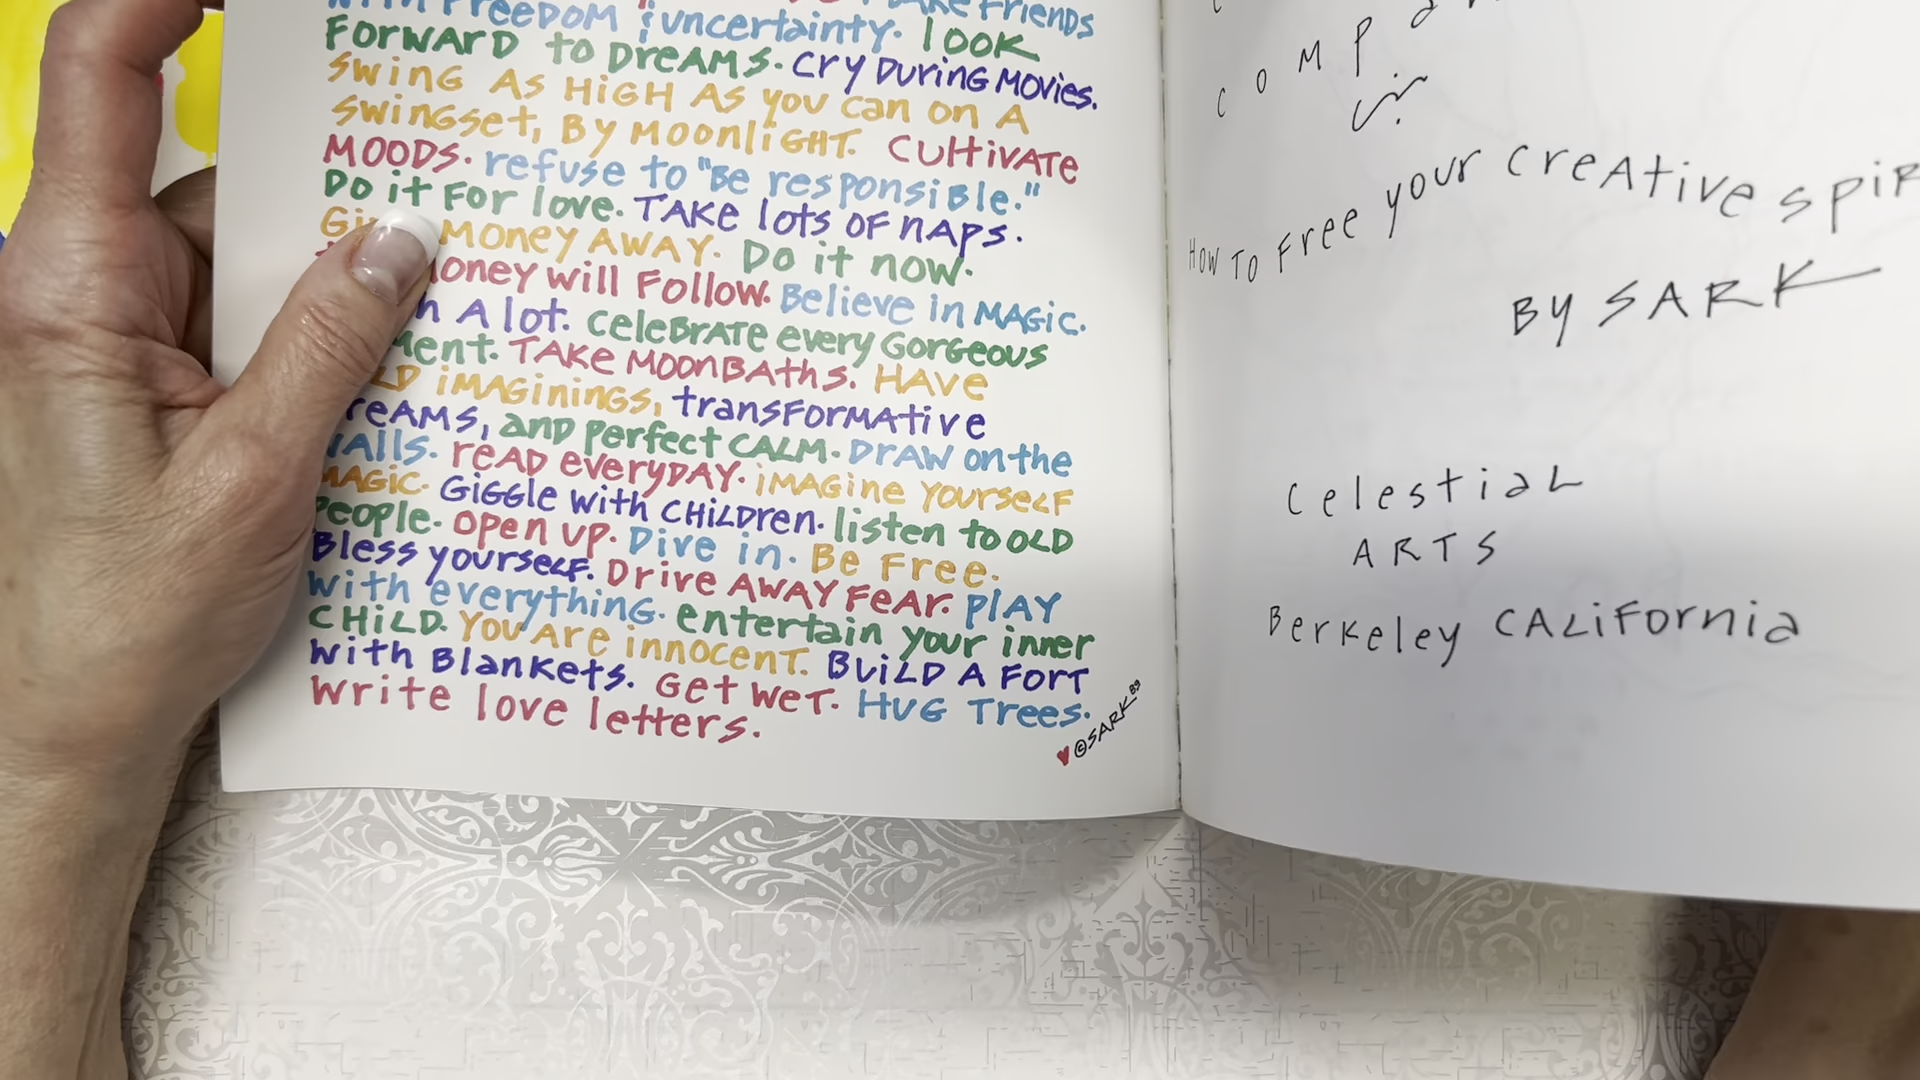 with Freedom & uncertainty. look
Forward to Dreams. Cry During Movies.
Swing as High as you can on a
Swingset, By Moonlight. Cultivate
Moods. refuse to "Be responsible."
Do it For love. Take lots of naps.
Money Away. Do it now.
money will Follow. Believe in Magic.
A lot. Celebrate every Gorgeous
Take Moonbaths. Have
imaginings, transformative
reams, and perfect calm. Draw on the
walls. read everyday. imagine yourself
magic. Giggle with children. listen to old
People. Open up. Dive in. Be Free.
Bless yourself. Drive away fear. Play
with everything. entertain your inner
Child. You are innocent. Build a fort
with Blankets. Get wet. Hug Trees.
Write love letters.
©SARK 89
How to Free your Creative spir
By SARK
Celestial
Arts
Berkeley California